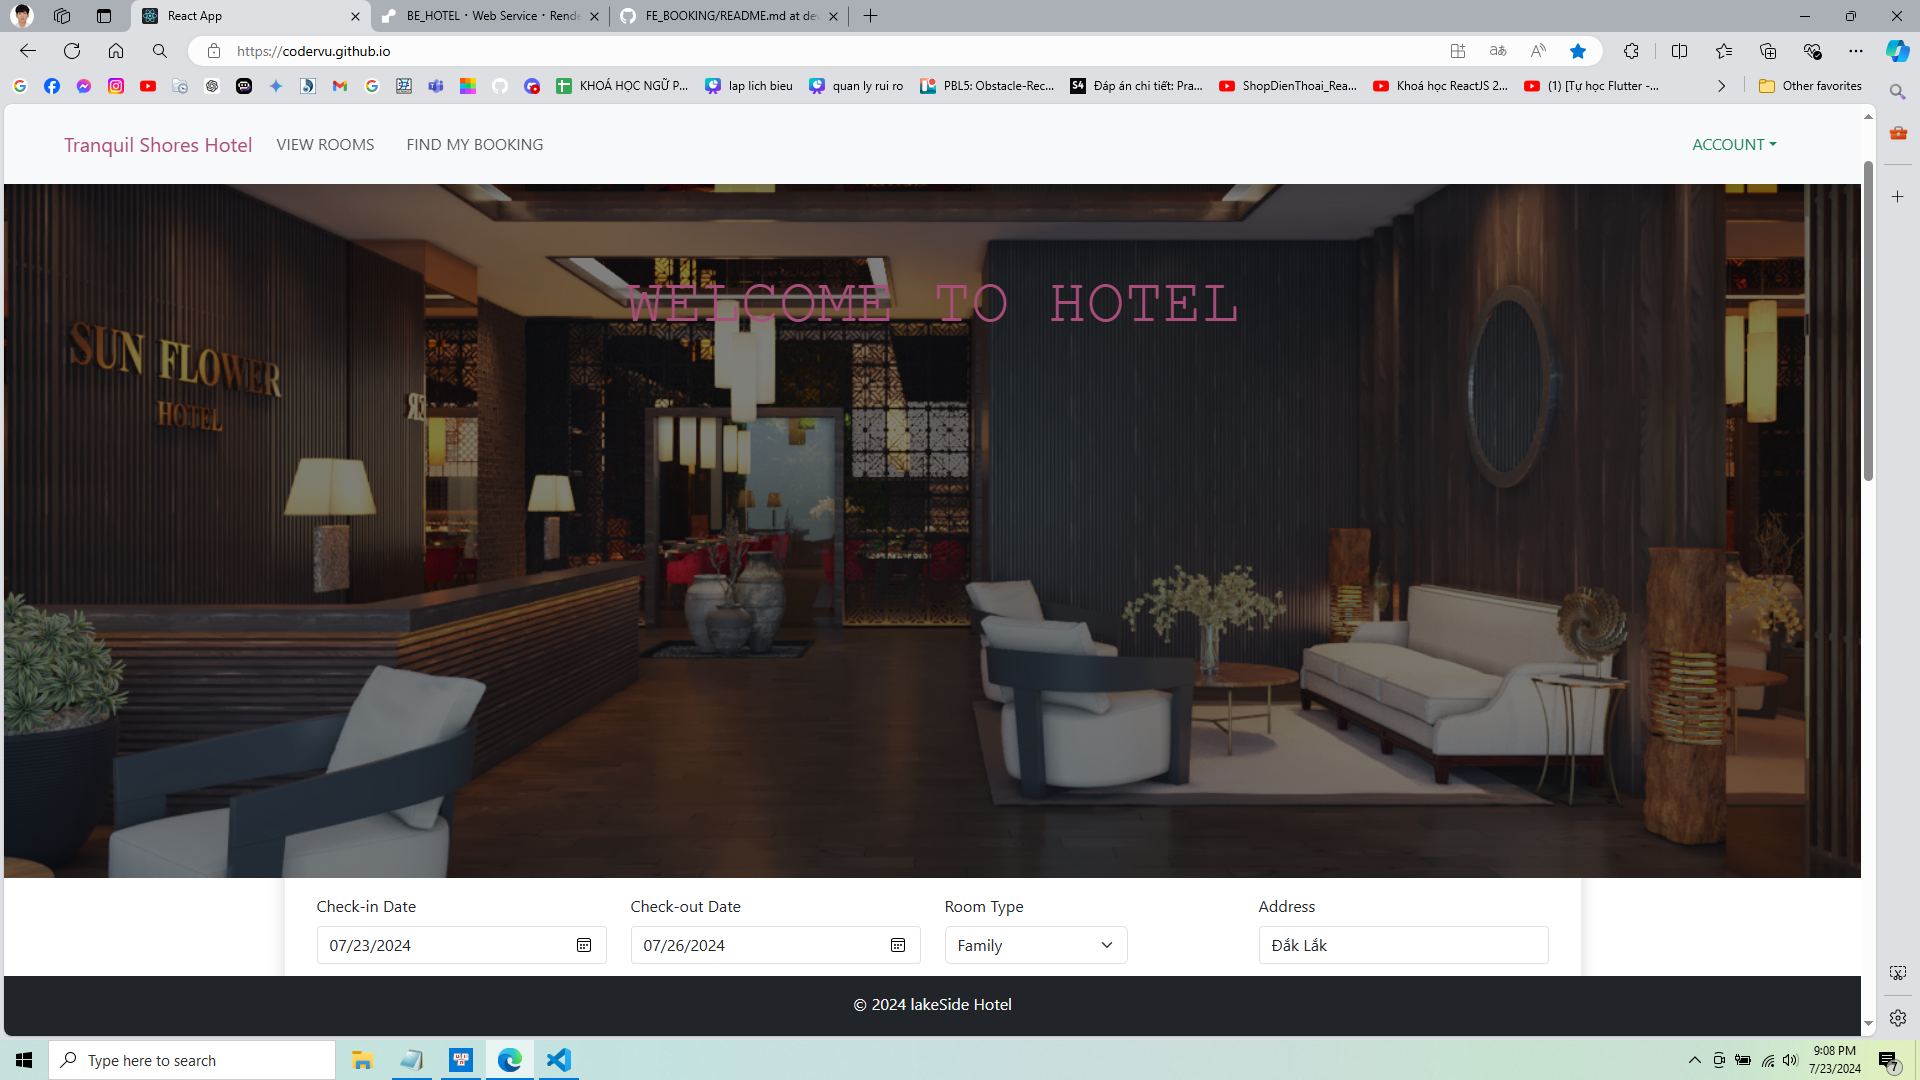 React App
BE_HOTEL · Web Service · Rende
FE_BOOKING/README.md at dev
https://codervu.github.io
KHOÁ HỌC NGỮ P...
lap lich bieu
quan ly rui ro
PBL5: Obstacle-Rec...
Đáp án chi tiết: Pra...
ShopDienThoai_Rea...
Khoá học ReactJS 2...
(1) [Tự học Flutter -...
Other favorites
Tranquil Shores Hotel
VIEW ROOMS
FIND MY BOOKING
ACCOUNT
WELCOME TO HOTEL
SUN FLOWER
HOTEL
Check-in Date
Check-out Date
Room Type
Address
07/23/2024
07/26/2024
Family
Đắk Lắk
© 2024 lakeSide Hotel
Type here to search
9:08 PM
7/23/2024
7